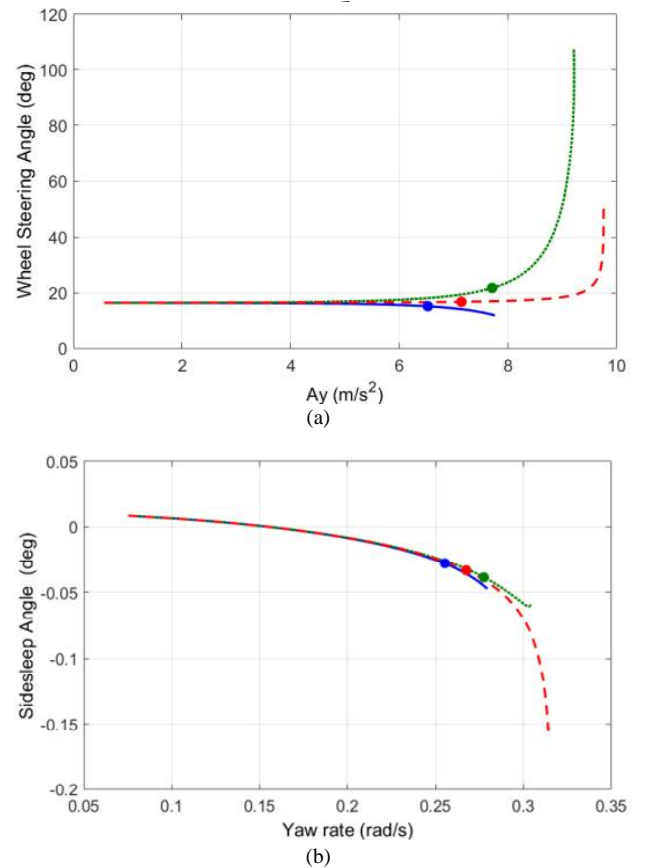 120
100
80
60
40
20
0
Wheel Steering Angle (deg)
0 2 4 6 8 10
Ay (m/s²)
(a)
0.05
0
-0.05
-0.1
-0.15
-0.2
Sidesleep Angle (deg)
0.05 0.1 0.15 0.2 0.25 0.3 0.35
Yaw rate (rad/s)
(b)